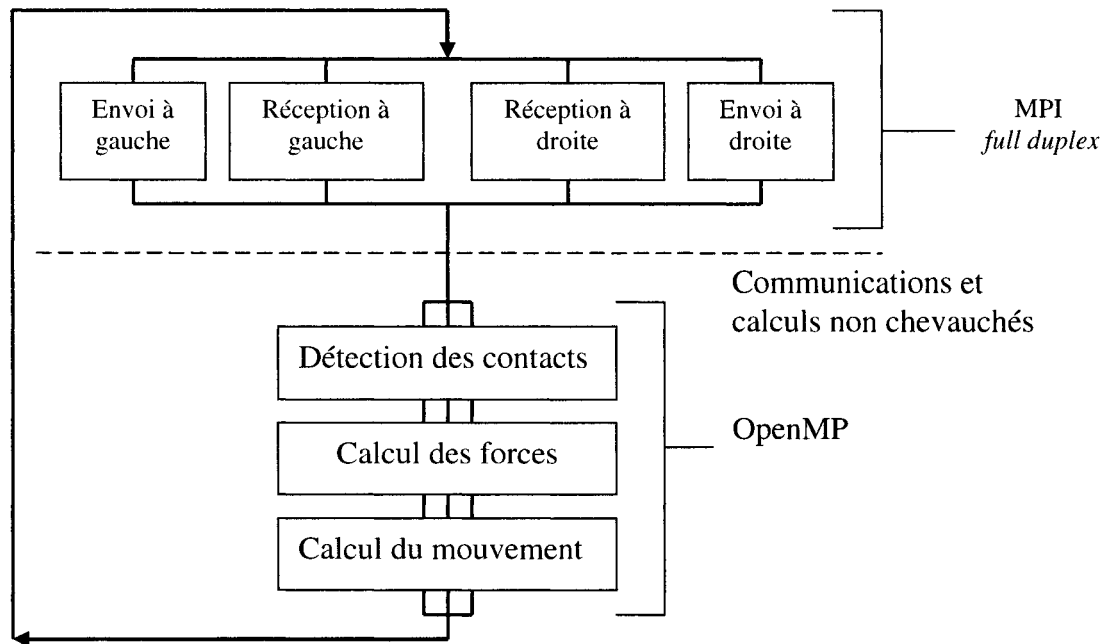 Envoi à
gauche
Réception à
gauche
Réception à
droite
Envoi à
droite
MPI
full duplex
Communications et
calculs non chevauchés
Détection des contacts
Calcul des forces
Calcul du mouvement
OpenMP